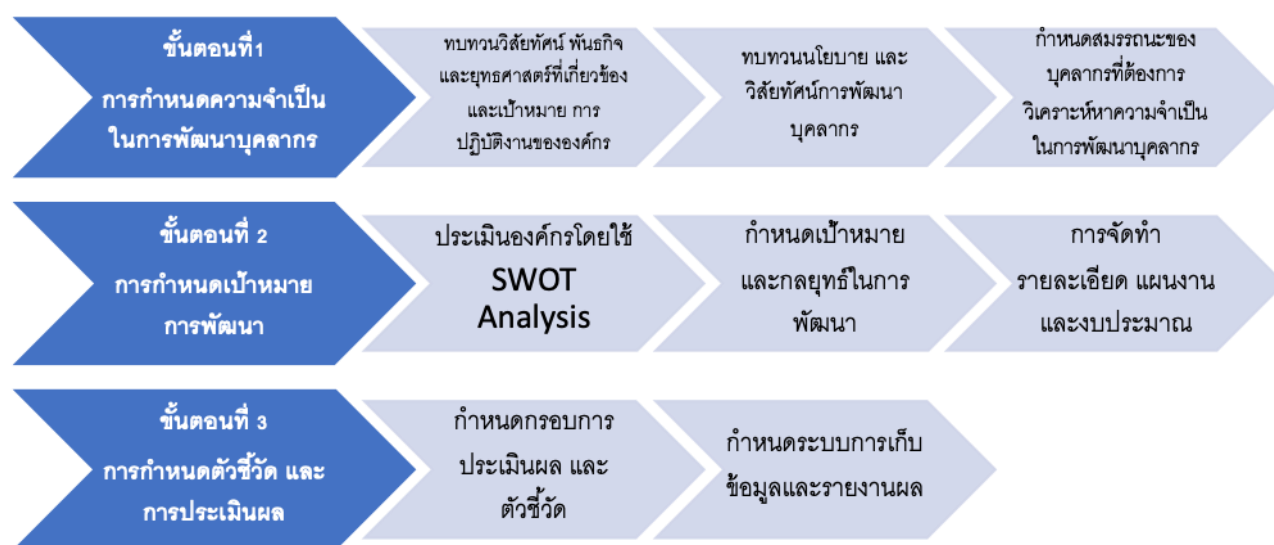 ขั้นตอนที่1
การกำหนดความจำเป็น
ในการพัฒนาบุคลากร
ทบทวนวิสัยทัศน์ พันธกิจ
และยุทธศาสตร์ที่เกี่ยวข้อง
และเป้าหมาย การ
ปฏิบัติงานขององค์กร
ทบทวนนโยบาย และ
วิสัยทัศน์การพัฒนา
บุคลากร
กำหนดสมรรถนะของ
บุคลากรที่ต้องการ
วิเคราะห์หาความจำเป็น
ในการพัฒนาบุคลากร
ขั้นตอนที่ 2
การกำหนดเป้าหมาย
การพัฒนา
ประเมินองค์กรโดยใช้
SWOT
Analysis
กำหนดเป้าหมาย
และกลยุทธ์ในการ
พัฒนา
การจัดทำ
รายละเอียด แผนงาน
และงบประมาณ
ขั้นตอนที่ 3
การกำหนดตัวชี้วัด และ
การประเมินผล
กำหนดกรอบการ
ประเมินผล และ
ตัวชี้วัด
กำหนดระบบการเก็บ
ข้อมูลและรายงานผล